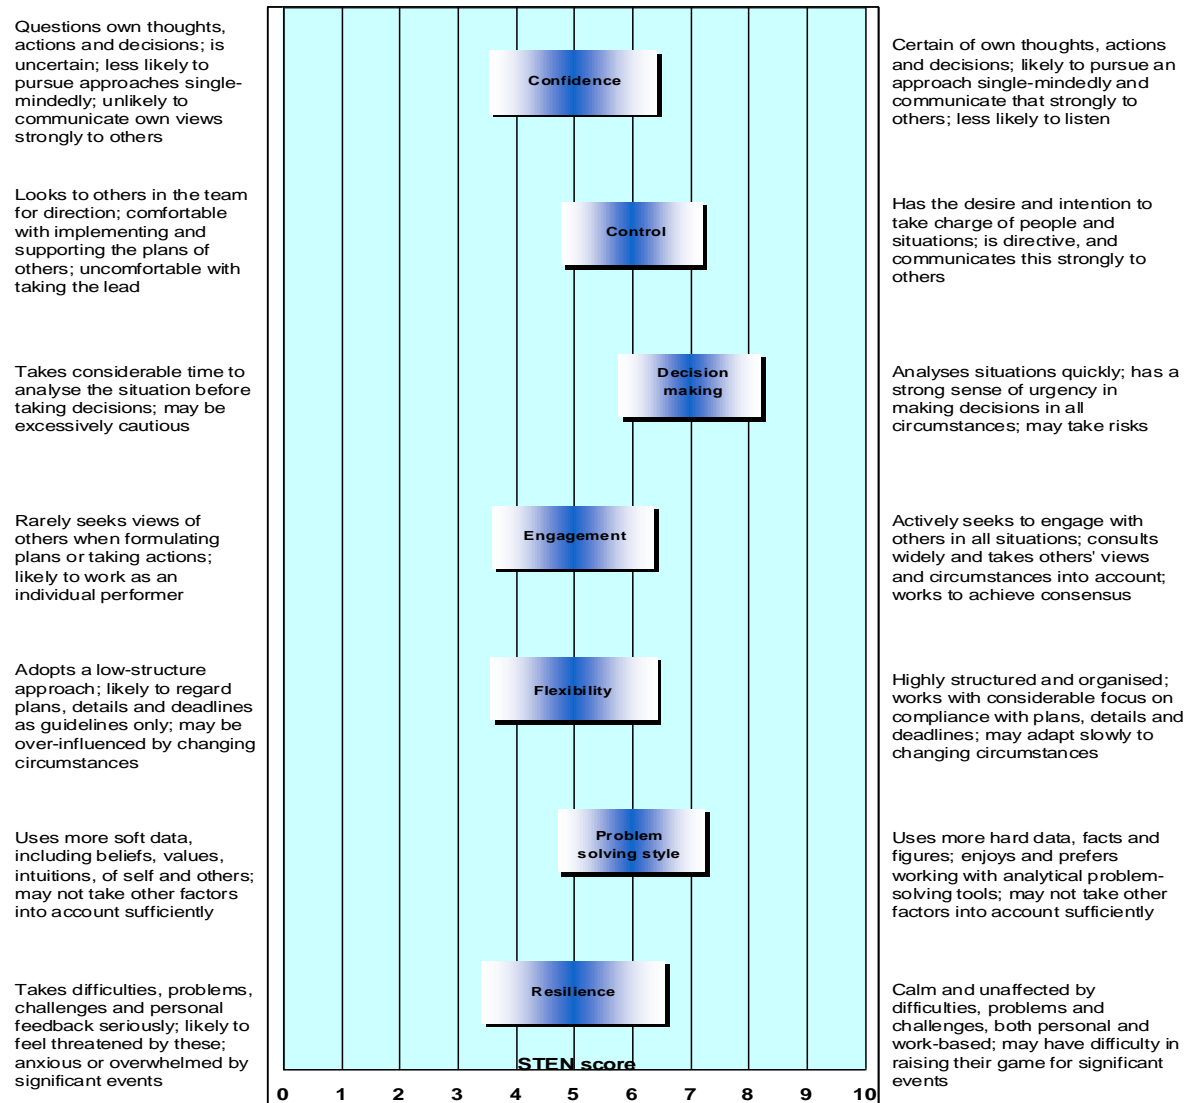 Questions own thoughts,
actions and decisions; is
uncertain; less likely to
pursue approaches single-
mindedly; unlikely to
communicate own views
strongly to others
Confidence
Certain of own thoughts, actions
and decisions; likely to pursue an
approach single-mindedly and
communicate that strongly to
others; less likely to listen
Looks to others in the team
for direction; comfortable
with implementing and
supporting the plans of
others; uncomfortable with
taking the lead
Control
Has the desire and intention to
take charge of people and
situations; is directive, and
communicates this strongly to
others
Takes considerable time to
analyse the situation before
taking decisions; may be
excessively cautious
Decision
making
Analyses situations quickly; has a
strong sense of urgency in
making decisions in all
circumstances; may take risks
Rarely seeks views of
others when formulating
plans or taking actions;
likely to work as an
individual performer
Engagement
Actively seeks to engage with
others in all situations; consults
widely and takes others' views
and circumstances into account;
works to achieve consensus
Adopts a low-structure
approach; likely to regard
plans, details and deadlines
as guidelines only; may be
over-influenced by changing
circumstances
Flexibility
Highly structured and organised;
works with considerable focus on
compliance with plans, details and
deadlines; may adapt slowly to
changing circumstances
Uses more soft data,
including beliefs, values,
intuitions, of self and others;
may not take other factors
into account sufficiently
Problem
solving style
Uses more hard data, facts and
figures; enjoys and prefers
working with analytical problem-
solving tools; may not take other
factors into account sufficiently
Takes difficulties, problems,
challenges and personal
feedback seriously; likely to
feel threatened by these;
anxious or overwhelmed by
significant events
Resilience
Calm and unaffected by
difficulties, problems and
challenges, both personal and
work-based; may have difficulty in
raising their game for significant
events
STEN score
0 1 2 3 4 5 6 7 8 9 10